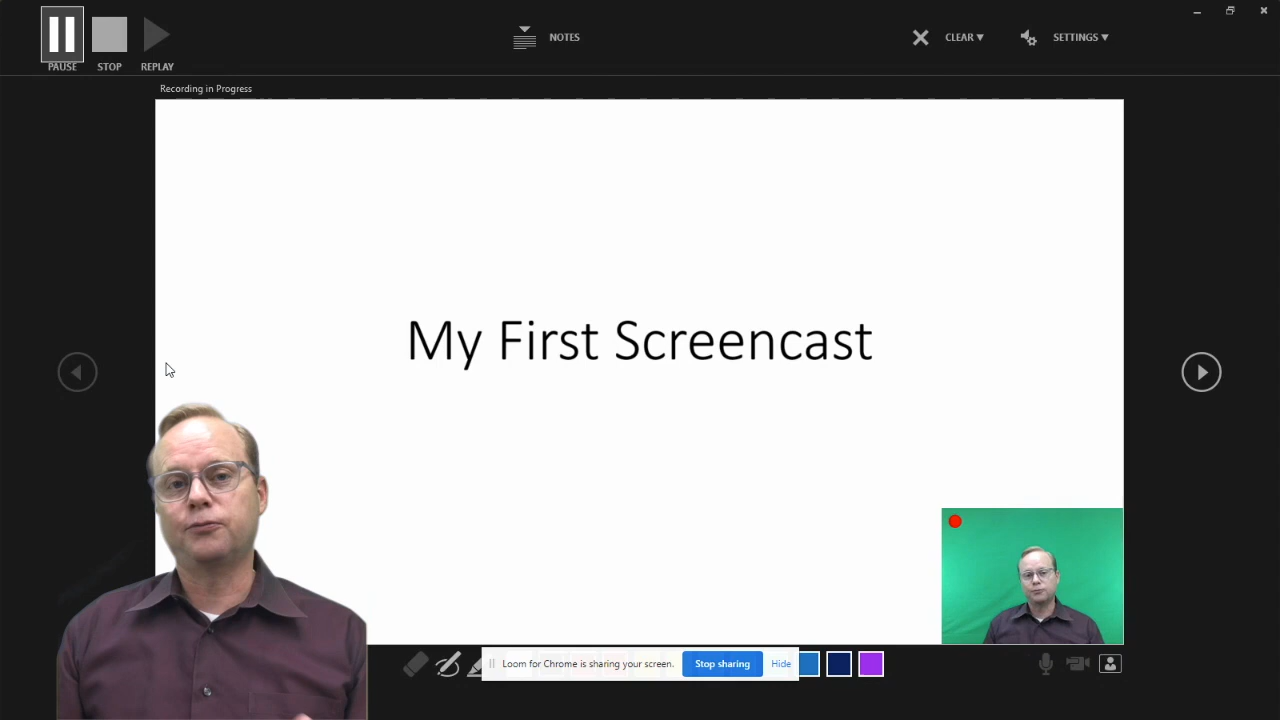 NOTES
CLEAR
SETTINGS
PAUSE
STOP
REPLAY
Recording in Progress
My First Screencast
Loom for Chrome is sharing your screen.
Stop sharing
Hide